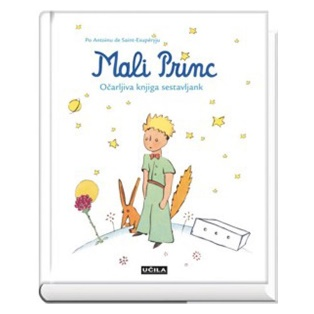 Po Antoinu de Saint-Exupéryju
Mali Princ
Očarljiva knjiga sestavljank
UČILA